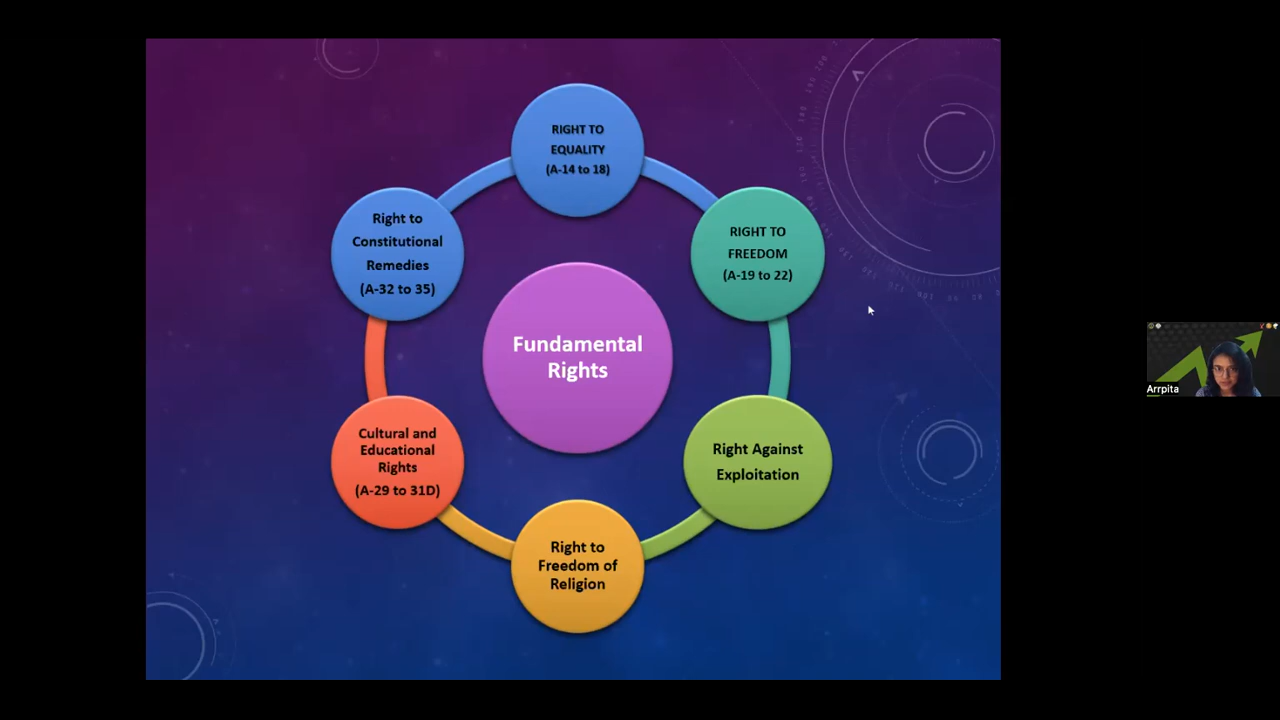 RIGHT TO
EQUALITY
(A-14 to 18)
RIGHT TO
FREEDOM
(A-19 to 22)
Right Against
Exploitation
Right to
Freedom of
Religion
Cultural and
Educational
Rights
(A-29 to 31D)
Right to
Constitutional
Remedies
(A-32 to 35)
Fundamental
Rights
Arrpita